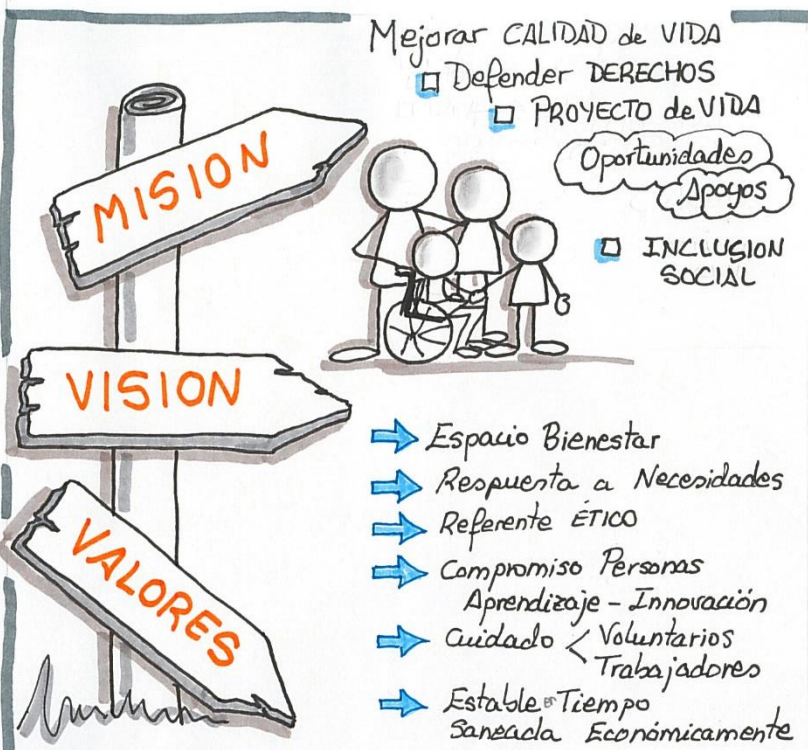 MISION
VISION
VALORES
Mejorar CALIDAD de VIDA
Defender DERECHOS
PROYECTO de VIDA
Oportunidades
Apoyos
INCLUSION
SOCIAL
Espacio Bienestar
Respuesta a Necesidades
Referente ÉTICO
Compromiso Personas
Aprendizaje - Innovación
Cuidado < Voluntarios
Trabajadores
Estable en Tiempo
Saneada Económicamente